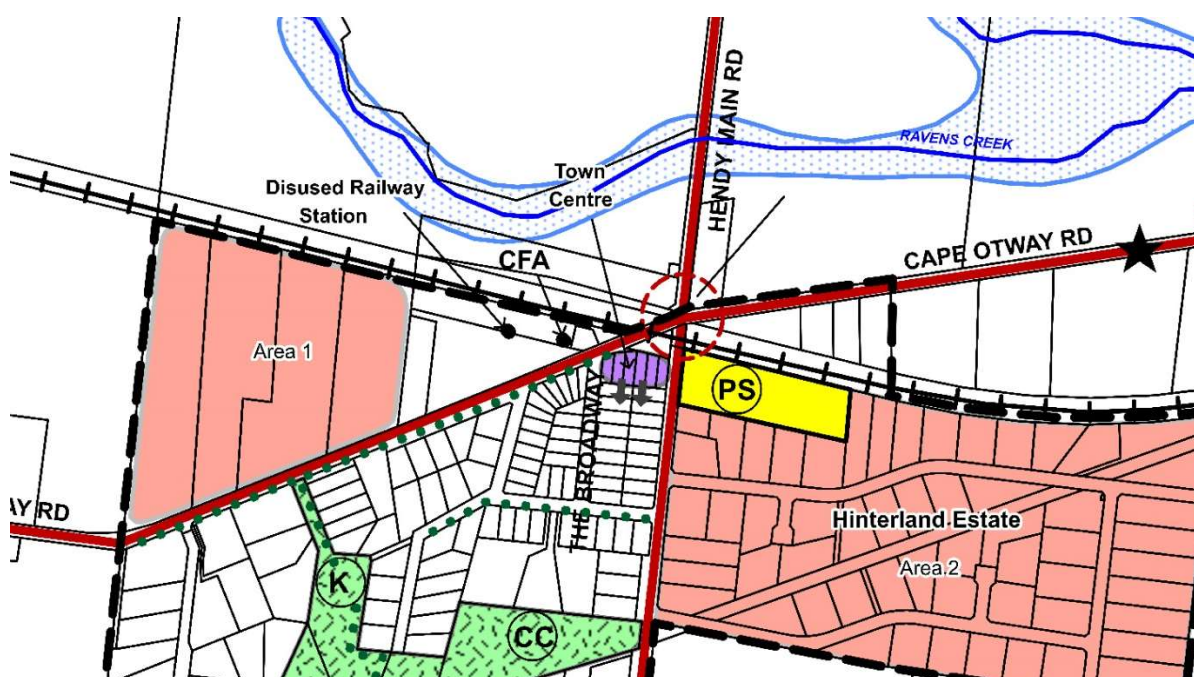 HENDY MAIN RD
RAVENS CREEK
Town
Centre
Disused Railway
Station
CFA
CAPE OTWAY RD
Area 1
PS
THE BROADWAY
AY RD
Hinterland Estate
Area 2
K
CC